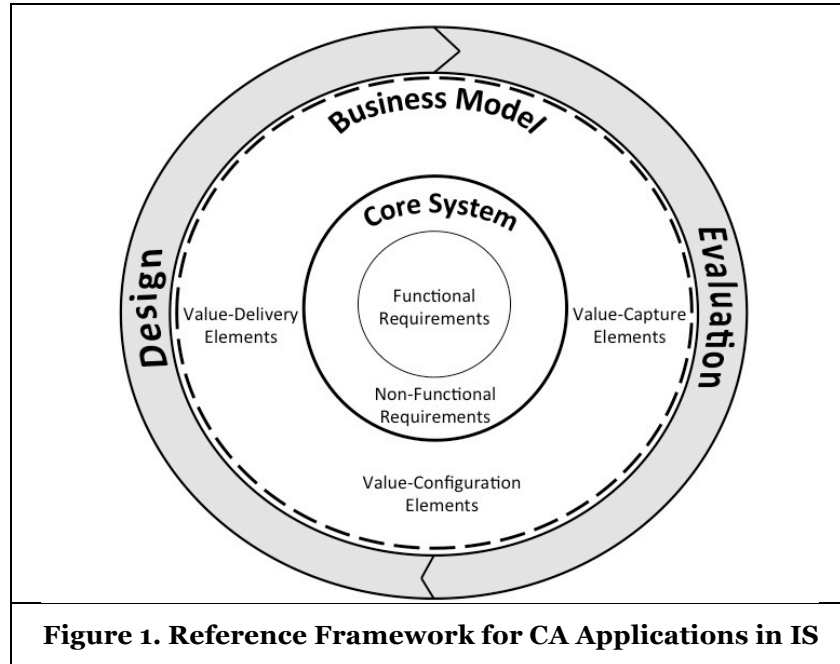 Business Model
Core System
Design
Evaluation
Functional
Requirements
Value-Delivery
Elements
Value-Capture
Elements
Non-Functional
Requirements
Value-Configuration
Elements
Figure 1. Reference Framework for CA Applications in IS